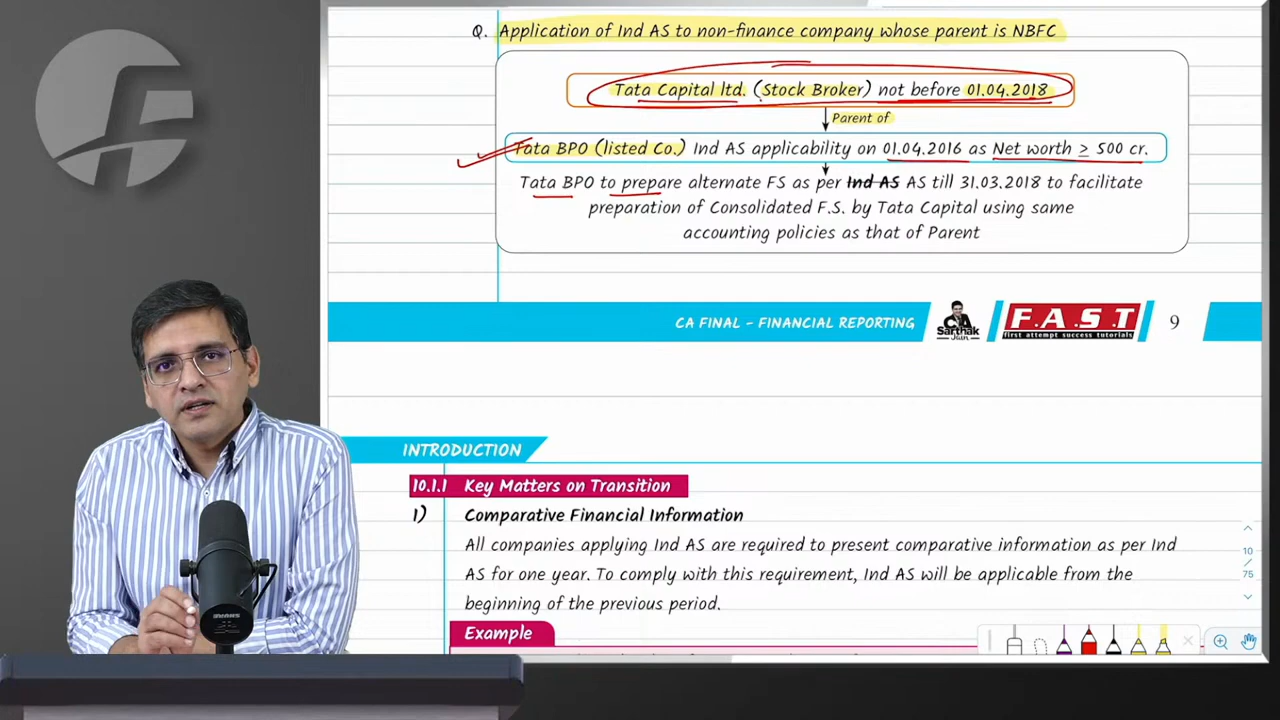 Q. Application of Ind AS to non-finance company whose parent is NBFC
Tata Capital ltd. (Stock Broker) not before 01.04.2018
Parent of
Tata BPO (listed Co.) Ind AS applicability on 01.04.2016 as Net worth ≥ 500 cr.
Tata BPO to prepare alternate FS as per Ind AS AS till 31.03.2018 to facilitate
preparation of Consolidated F.S. by Tata Capital using same
accounting policies as that of Parent
CA FINAL - FINANCIAL REPORTING
CA Sarthak Jain
F.A.S.T
first attempt success tutorials
9
INTRODUCTION
10.1.1 Key Matters on Transition
1) Comparative Financial Information
All companies applying Ind AS are required to present comparative information as per Ind
AS for one year. To comply with this requirement, Ind AS will be applicable from the
beginning of the previous period.
Example
10
/
75
SHURE